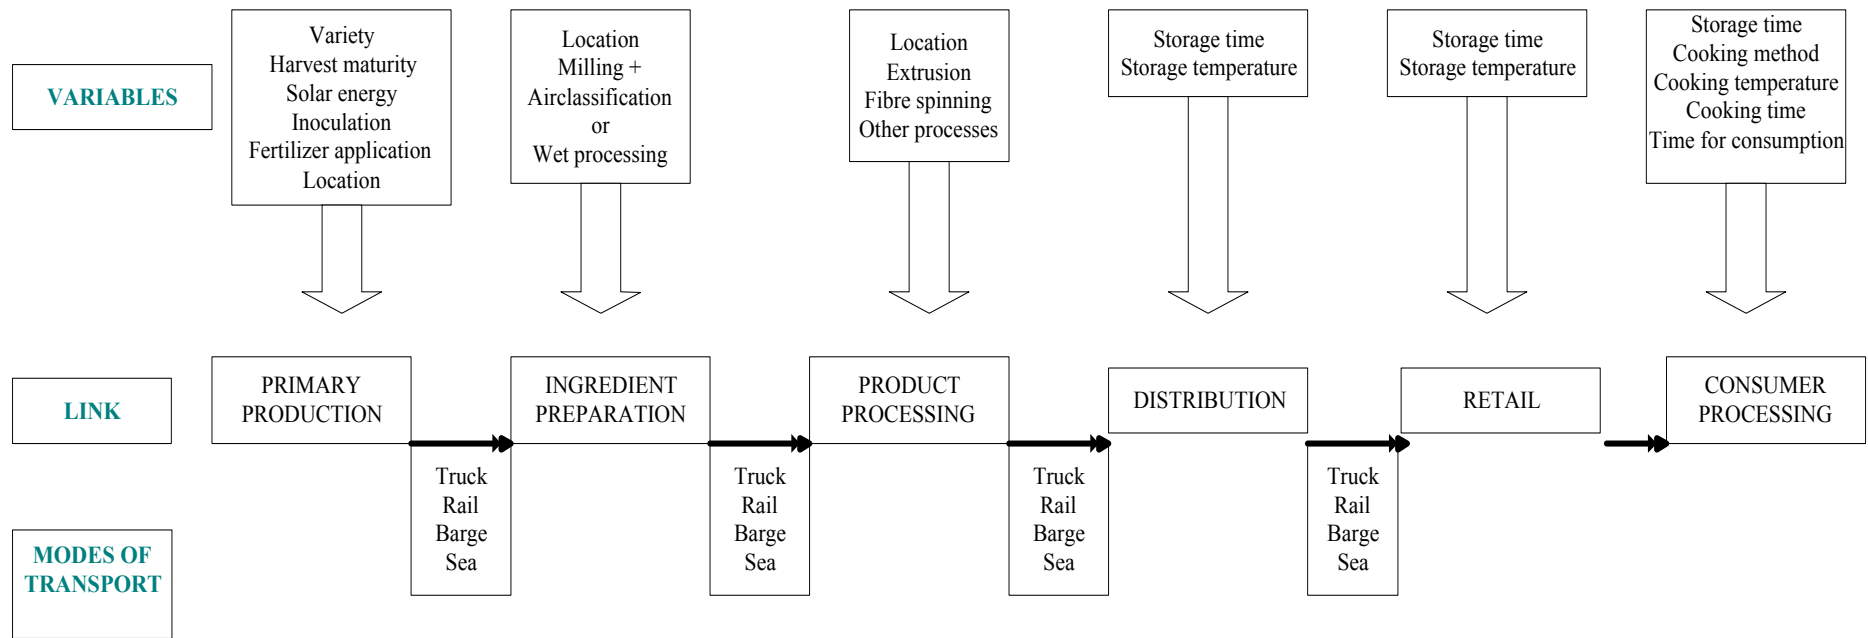 VARIABLES
Variety
Harvest maturity
Solar energy
Inoculation
Fertilizer application
Location
Location
Milling +
Airclassification
or
Wet processing
Location
Extrusion
Fibre spinning
Other processes
Storage time
Storage temperature
Storage time
Storage temperature
Storage time
Cooking method
Cooking temperature
Cooking time
Time for consumption
LINK
PRIMARY
PRODUCTION
INGREDIENT
PREPARATION
PRODUCT
PROCESSING
DISTRIBUTION
RETAIL
CONSUMER
PROCESSING
MODES OF
TRANSPORT
Truck
Rail
Barge
Sea
Truck
Rail
Barge
Sea
Truck
Rail
Barge
Sea
Truck
Rail
Barge
Sea